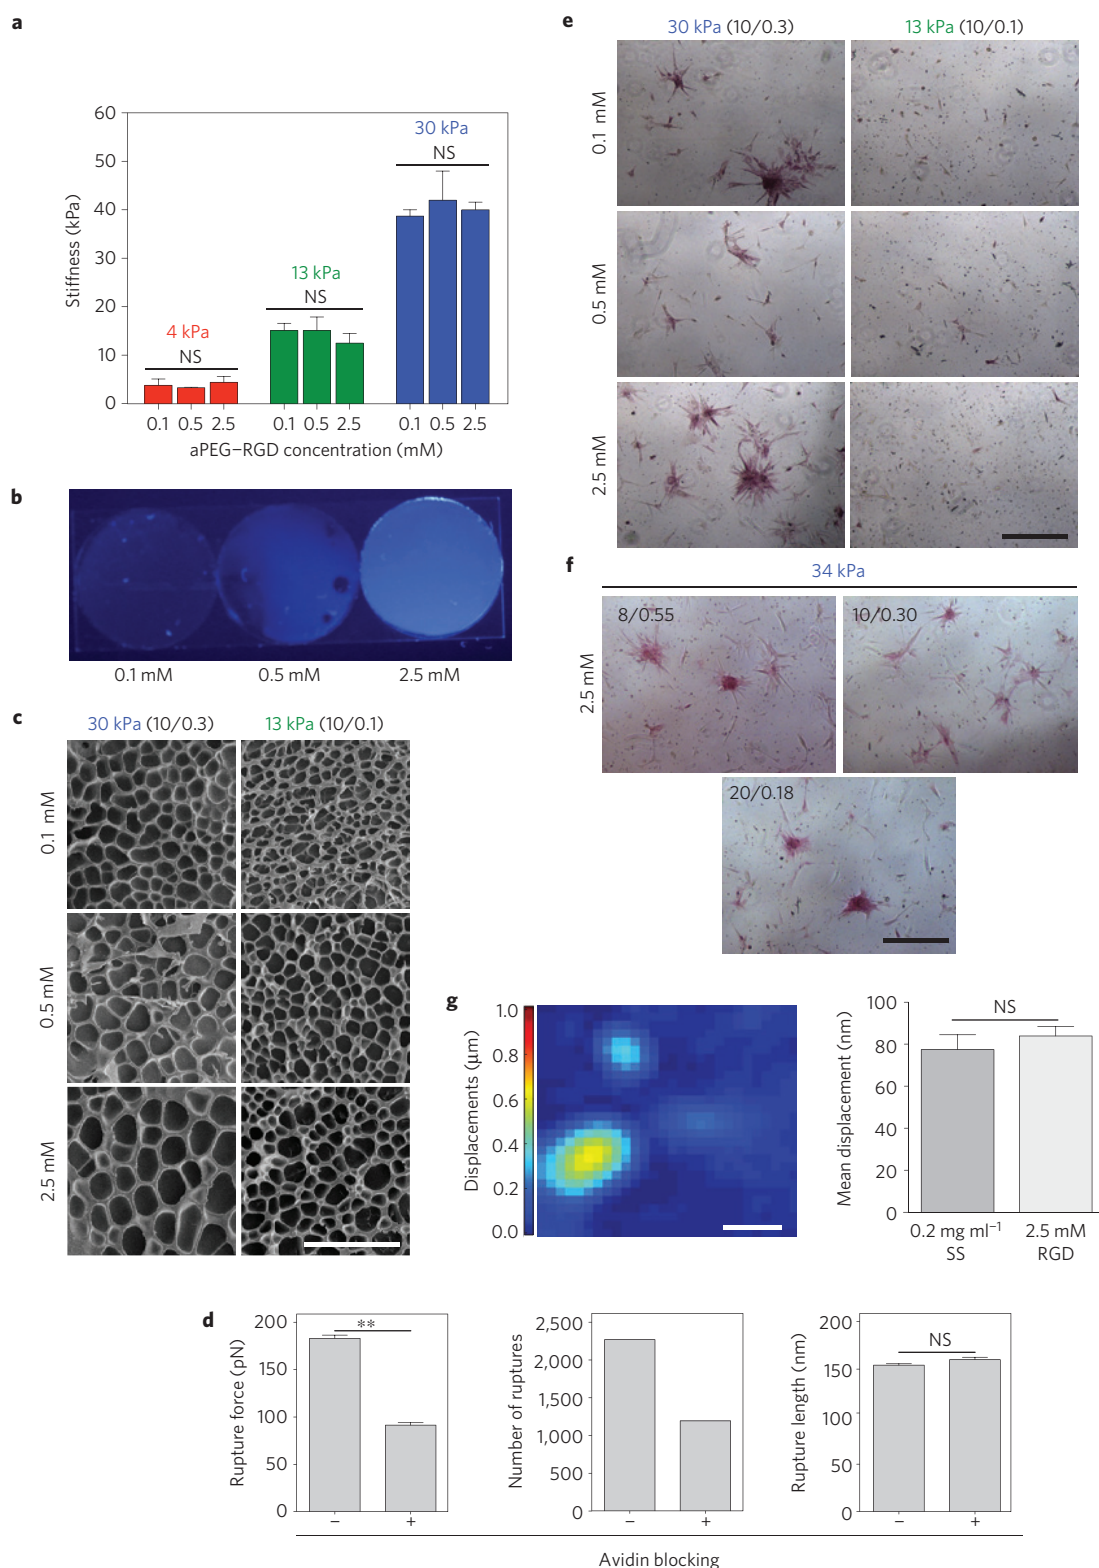 a
60
50
40
30
20
10
0
Stiffness (kPa)
4 kPa
NS
13 kPa
NS
30 kPa
NS
0.1 0.5 2.5 0.1 0.5 2.5 0.1 0.5 2.5
aPEG–RGD concentration (mM)
b
0.1 mM 0.5 mM 2.5 mM
c
30 kPa (10/0.3) 13 kPa (10/0.1)
0.1 mM
0.5 mM
2.5 mM
e
30 kPa (10/0.3) 13 kPa (10/0.1)
0.1 mM
0.5 mM
2.5 mM
f
34 kPa
2.5 mM
8/0.55
10/0.30
20/0.18
g
Displacements (μm)
1.0
0.8
0.6
0.4
0.2
0.0
Mean displacement (nm)
100
80
60
80
20
0
NS
0.2 mg ml⁻¹ 2.5 mM
SS RGD
d
Rupture force (pN)
200
150
100
50
0
**
– +
Number of ruptures
2,500
2,000
1,000
1,000
500
0
– +
Rupture length (nm)
200
150
100
50
0
NS
– +
Avidin blocking